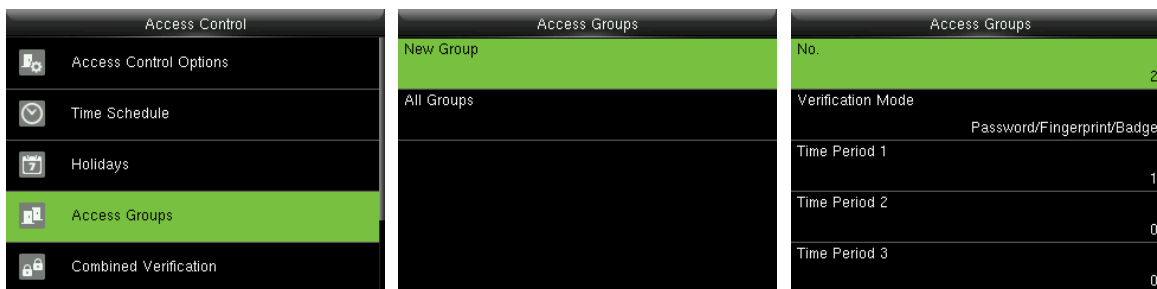 Access Control
Access Control Options
Time Schedule
7
Holidays
Access Groups
Combined Verification
Access Groups
New Group
All Groups
Access Groups
No.
2
Verification Mode
Password/Fingerprint/Badge
Time Period 1
1
Time Period 2
0
Time Period 3
0